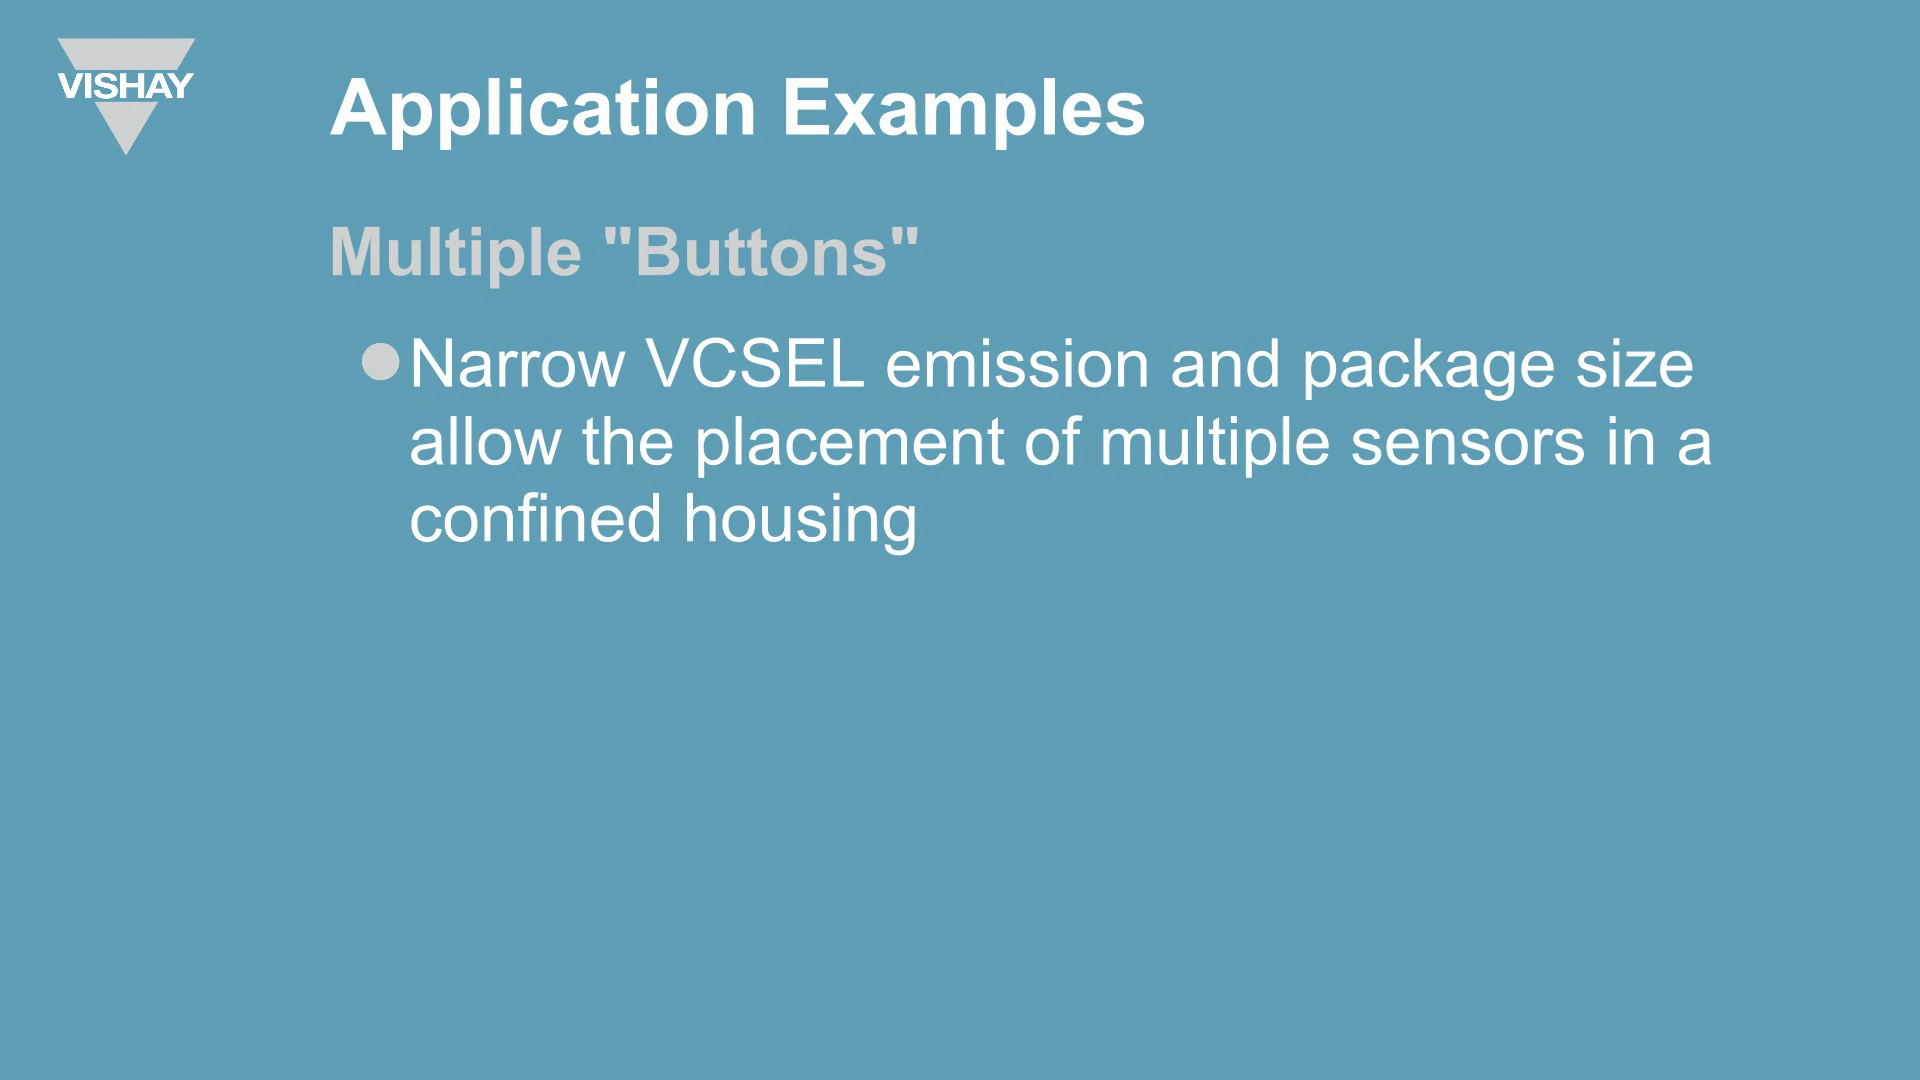 VISHAY
Application Examples
Multiple "Buttons"
Narrow VCSEL emission and package size
allow the placement of multiple sensors in a
confined housing